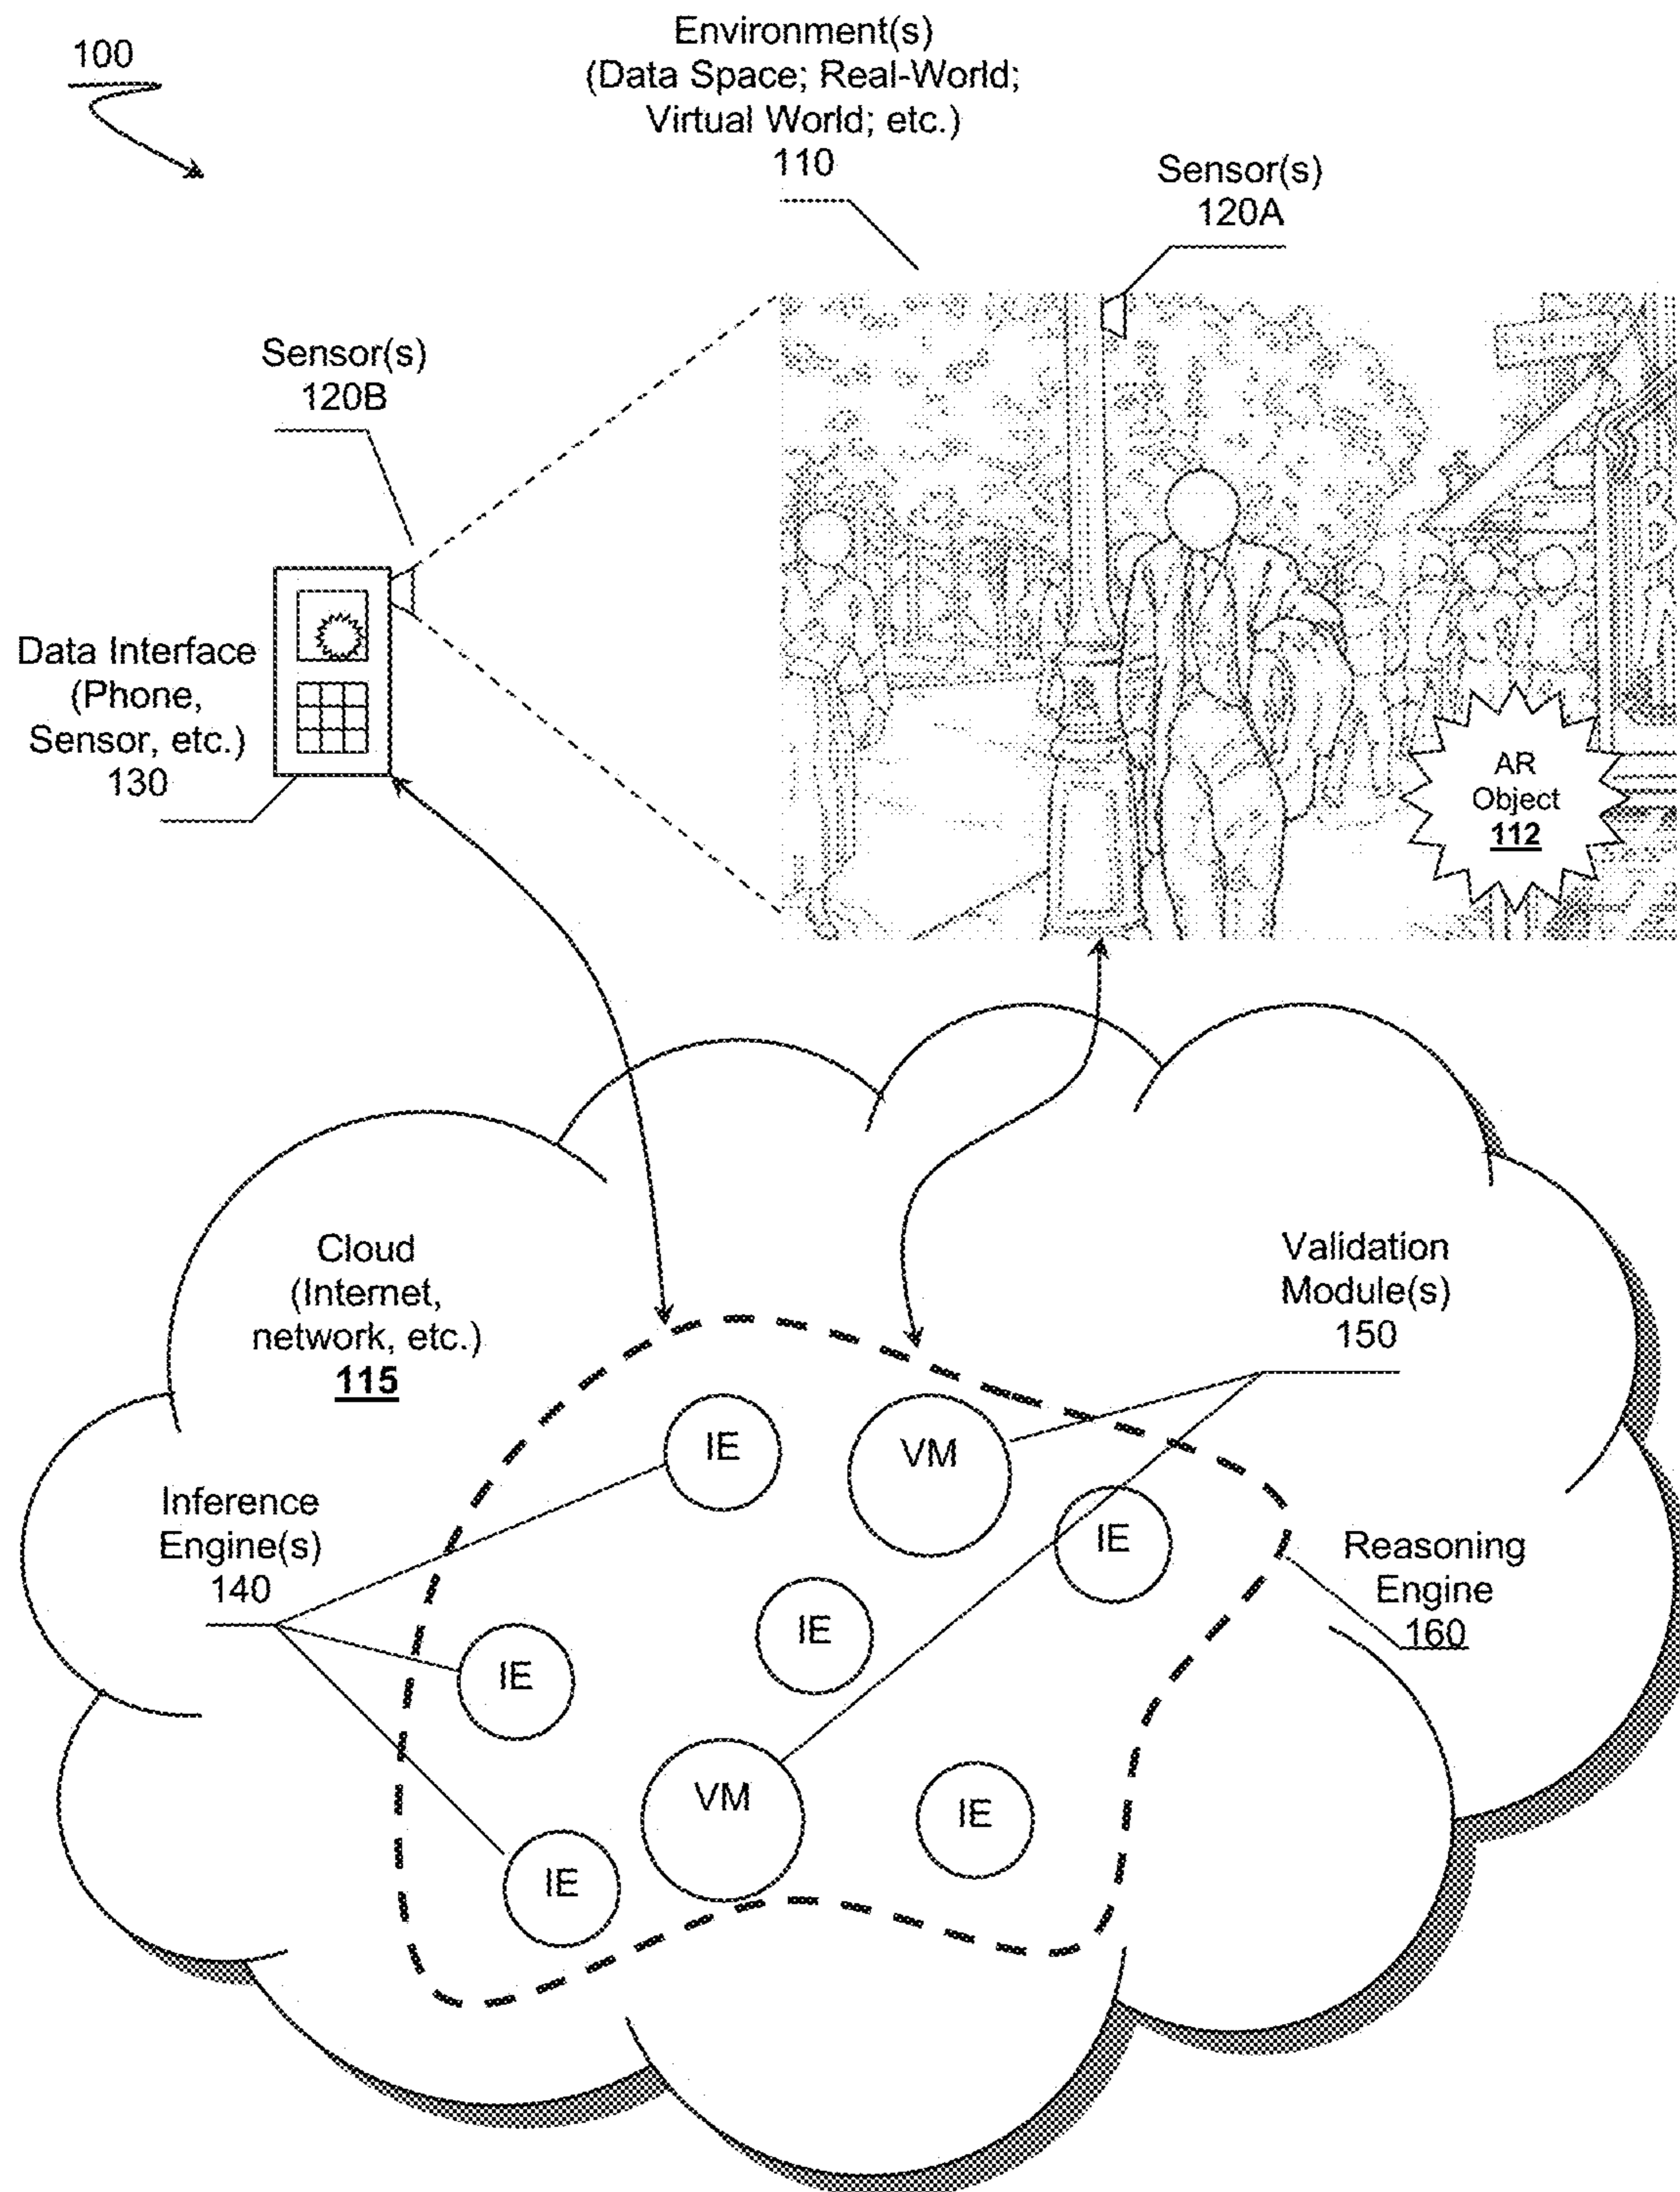 100
Environment(s)
(Data Space; Real-World;
Virtual World; etc.)
110
Sensor(s)
120A
Sensor(s)
120B
Data Interface
(Phone,
Sensor, etc.)
130
AR
Object
112
Cloud
(Internet,
network, etc.)
115
Validation
Module(s)
150
IE
VM
Inference
Engine(s)
140
IE
Reasoning
Engine
160
IE
IE
VM
IE
IE